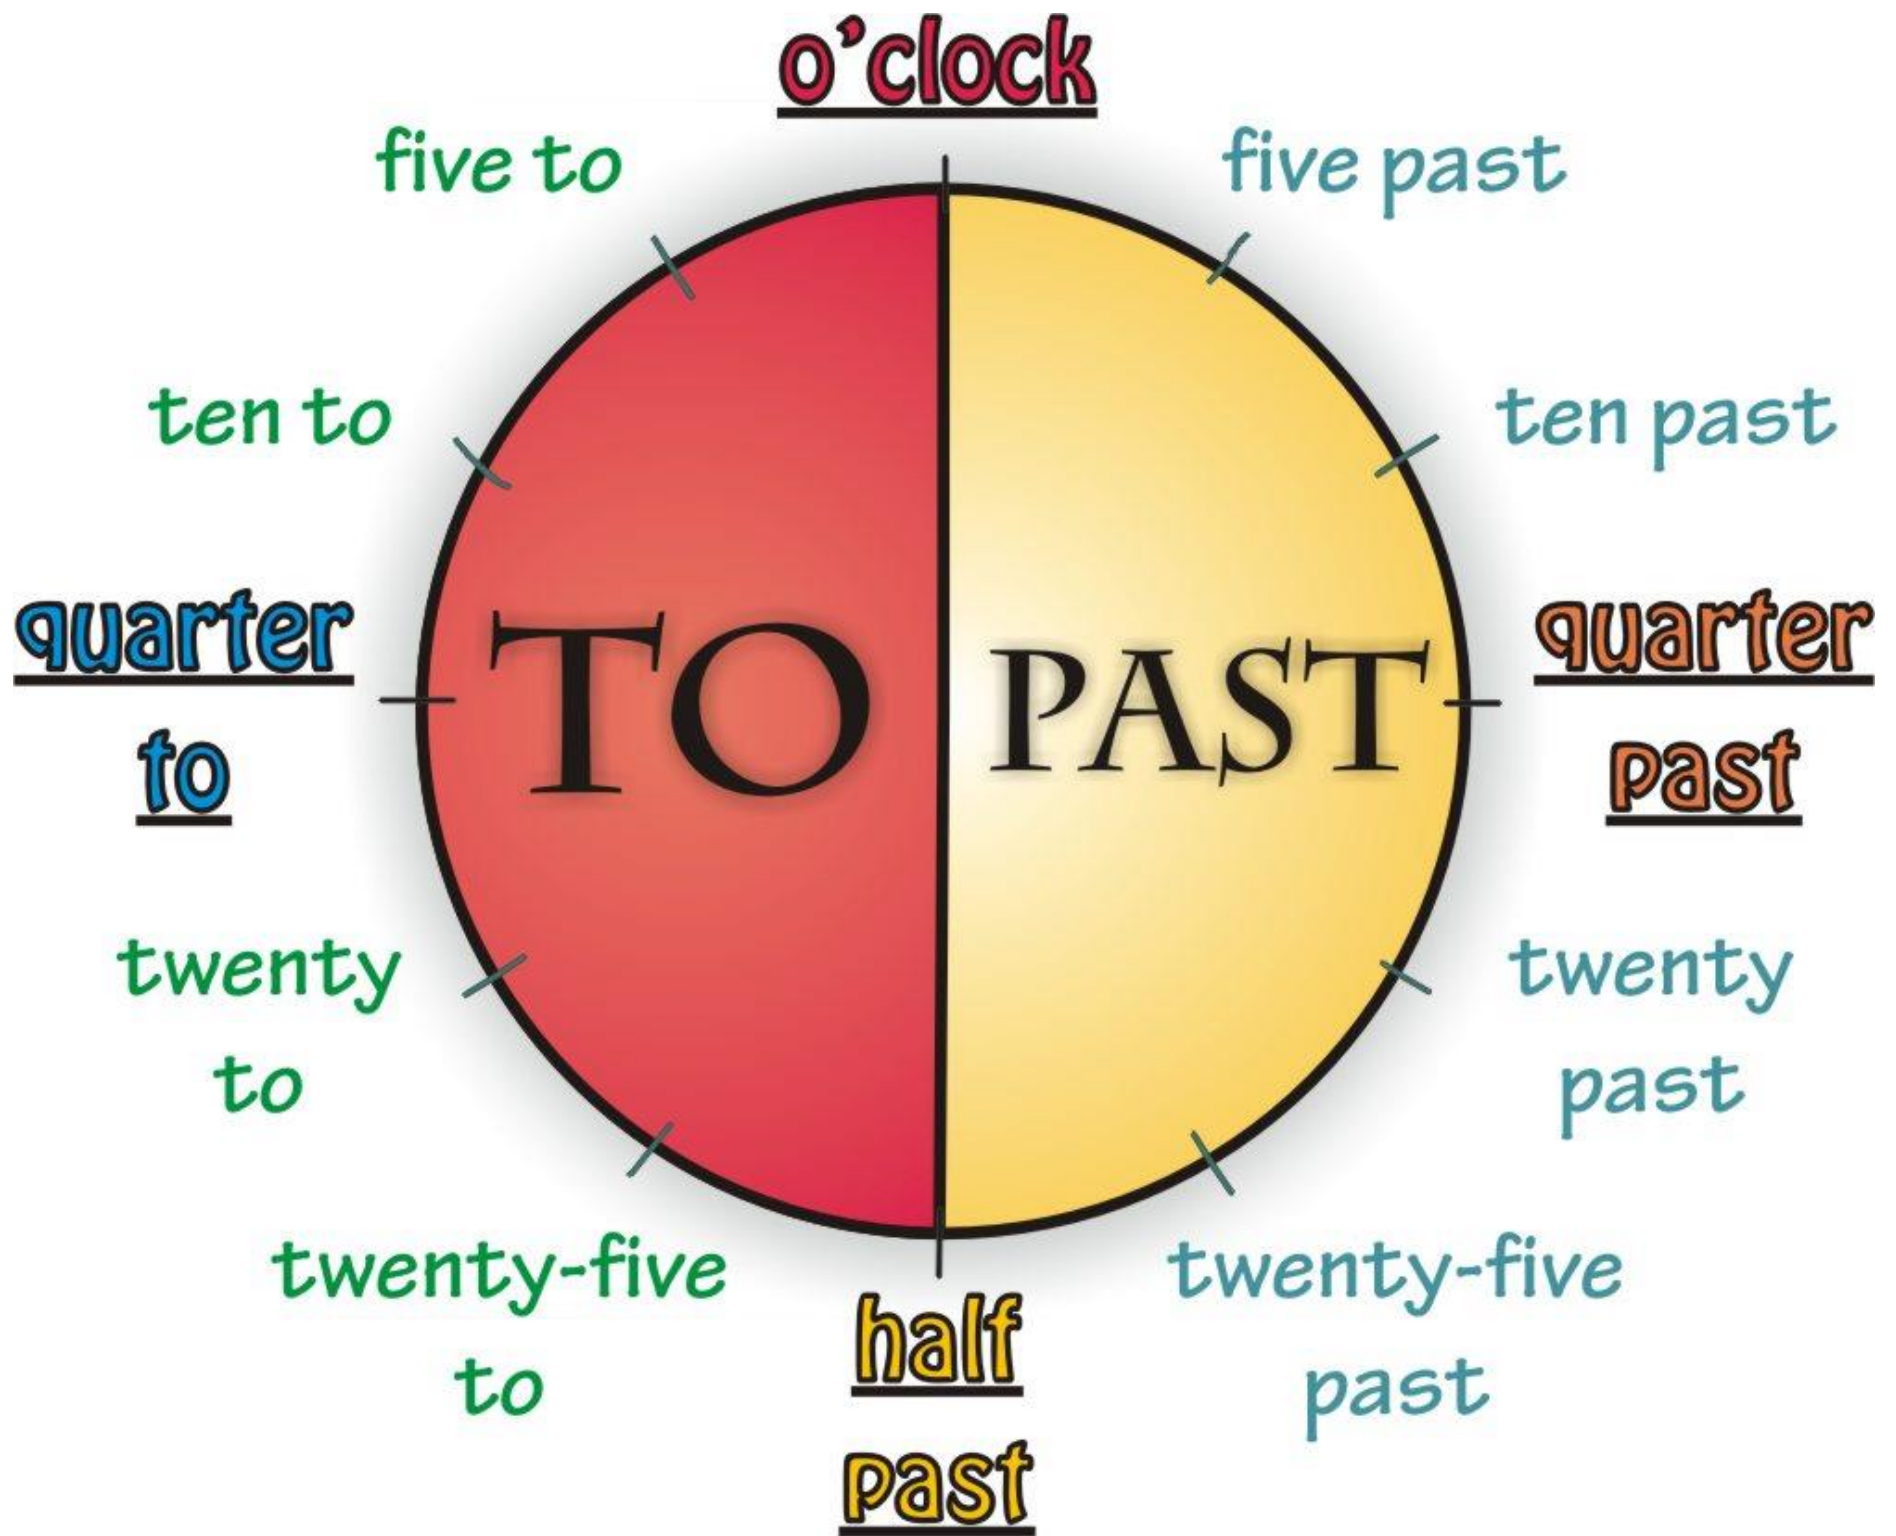 o'clock
five to
five past
ten to
ten past
quarter
to
TO
PAST
quarter
past
twenty
to
twenty
past
twenty-five
to
half
past
twenty-five
past